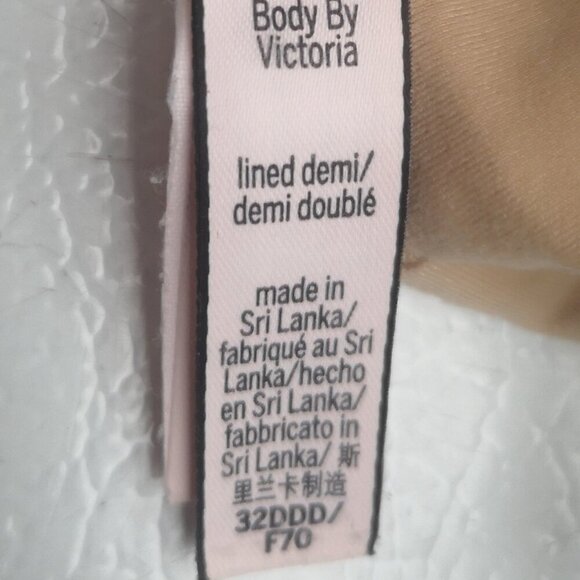 Body By
Victoria
lined demi/
demi doublé
made in
Sri Lanka/
fabriqué au Sri
Lanka/hecho
en Sri Lanka/
fabbricato in
Sri Lanka/ 斯
里兰卡制造
32DDD/
F70